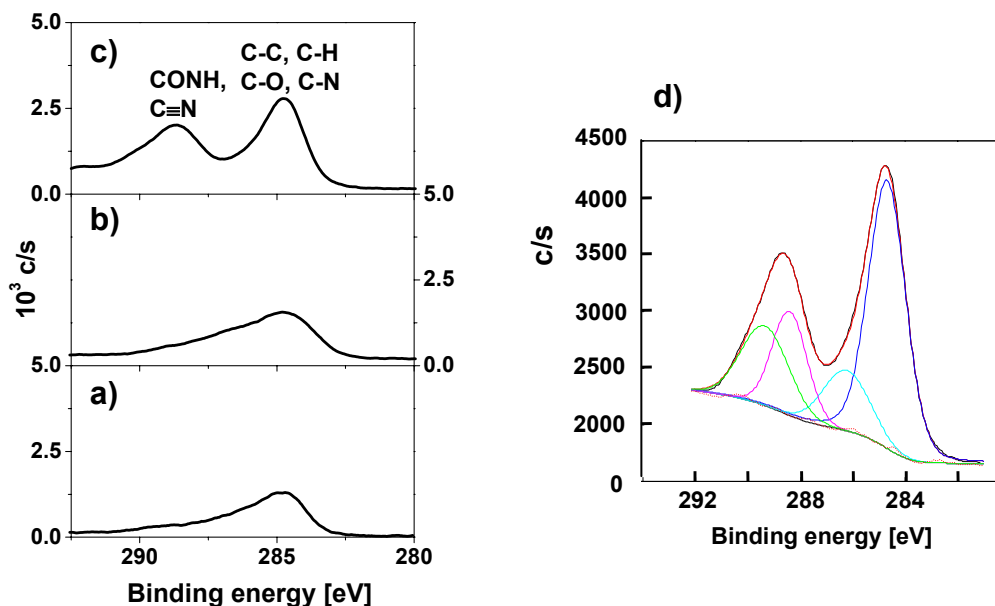 c)
CONH,
C≡N
C-C, C-H
C-O, C-N
5.0
2.5
0.0
b)
5.0
2.5
0.0
a)
5.0
2.5
0.0
10³ c/s
290
285
280
Binding energy [eV]
d)
4500
4000
3500
3000
2500
2000
0
c/s
292
288
284
Binding energy [eV]